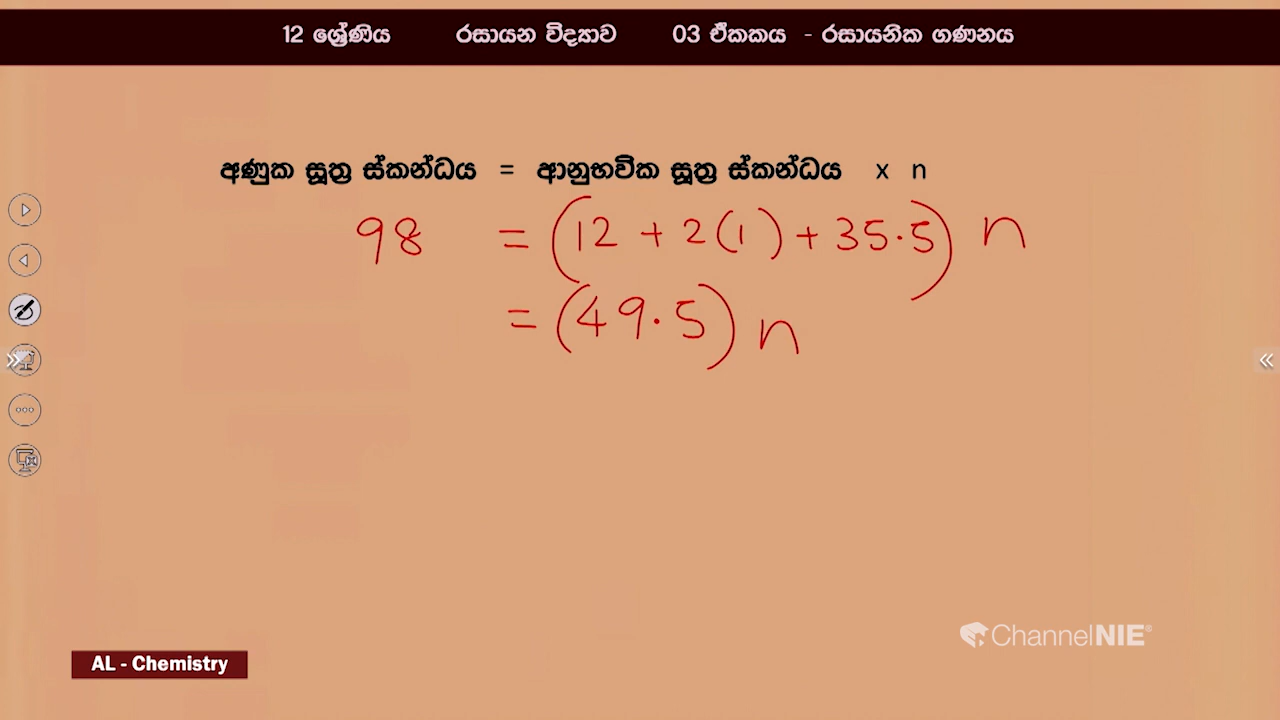 12 ශ්‍රේණිය රසායන විද්‍යාව 03 ඒකකය - රසායනික ගණනය
අණුක සූත්‍ර ස්කන්ධය = ආනුභවික සූත්‍ර ස්කන්ධය x n
98 = (12 + 2(1) + 35.5) n
= (49.5) n
ChannelNIE®
AL - Chemistry